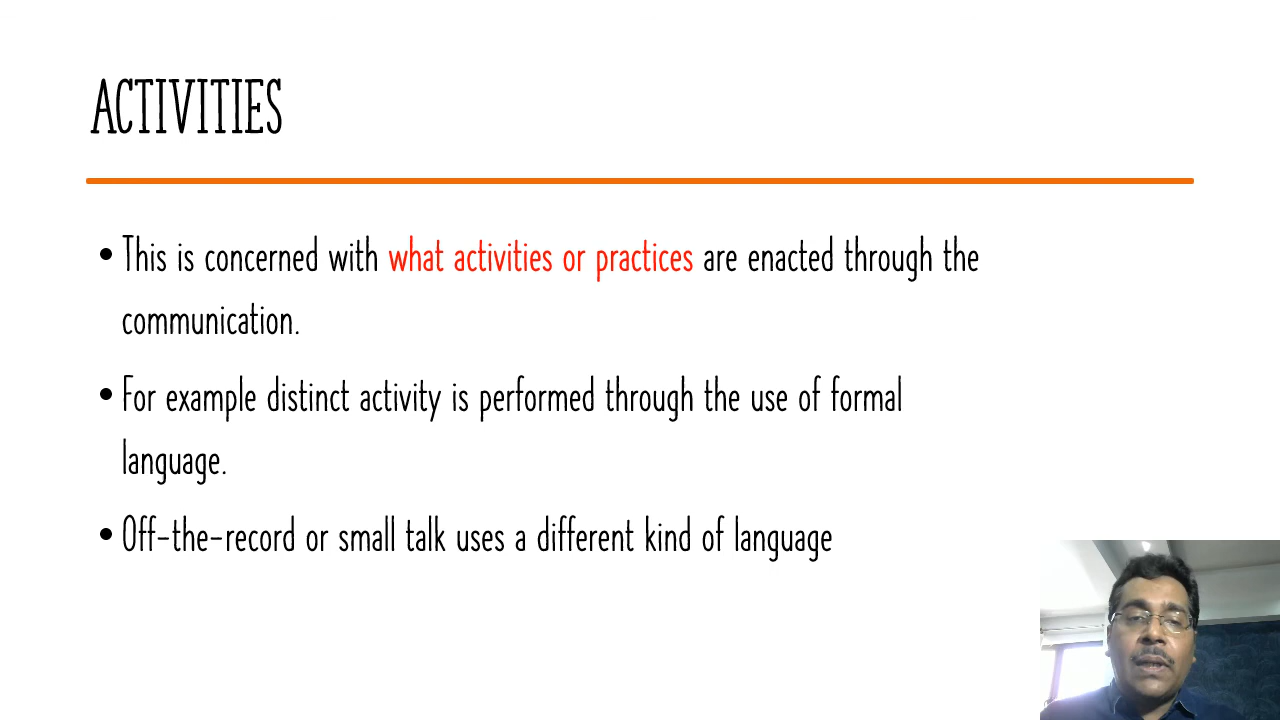 ACTIVITIES
• This is concerned with what activities or practices are enacted through the
communication.
• For example distinct activity is performed through the use of formal
language.
• Off-the-record or small talk uses a different kind of language